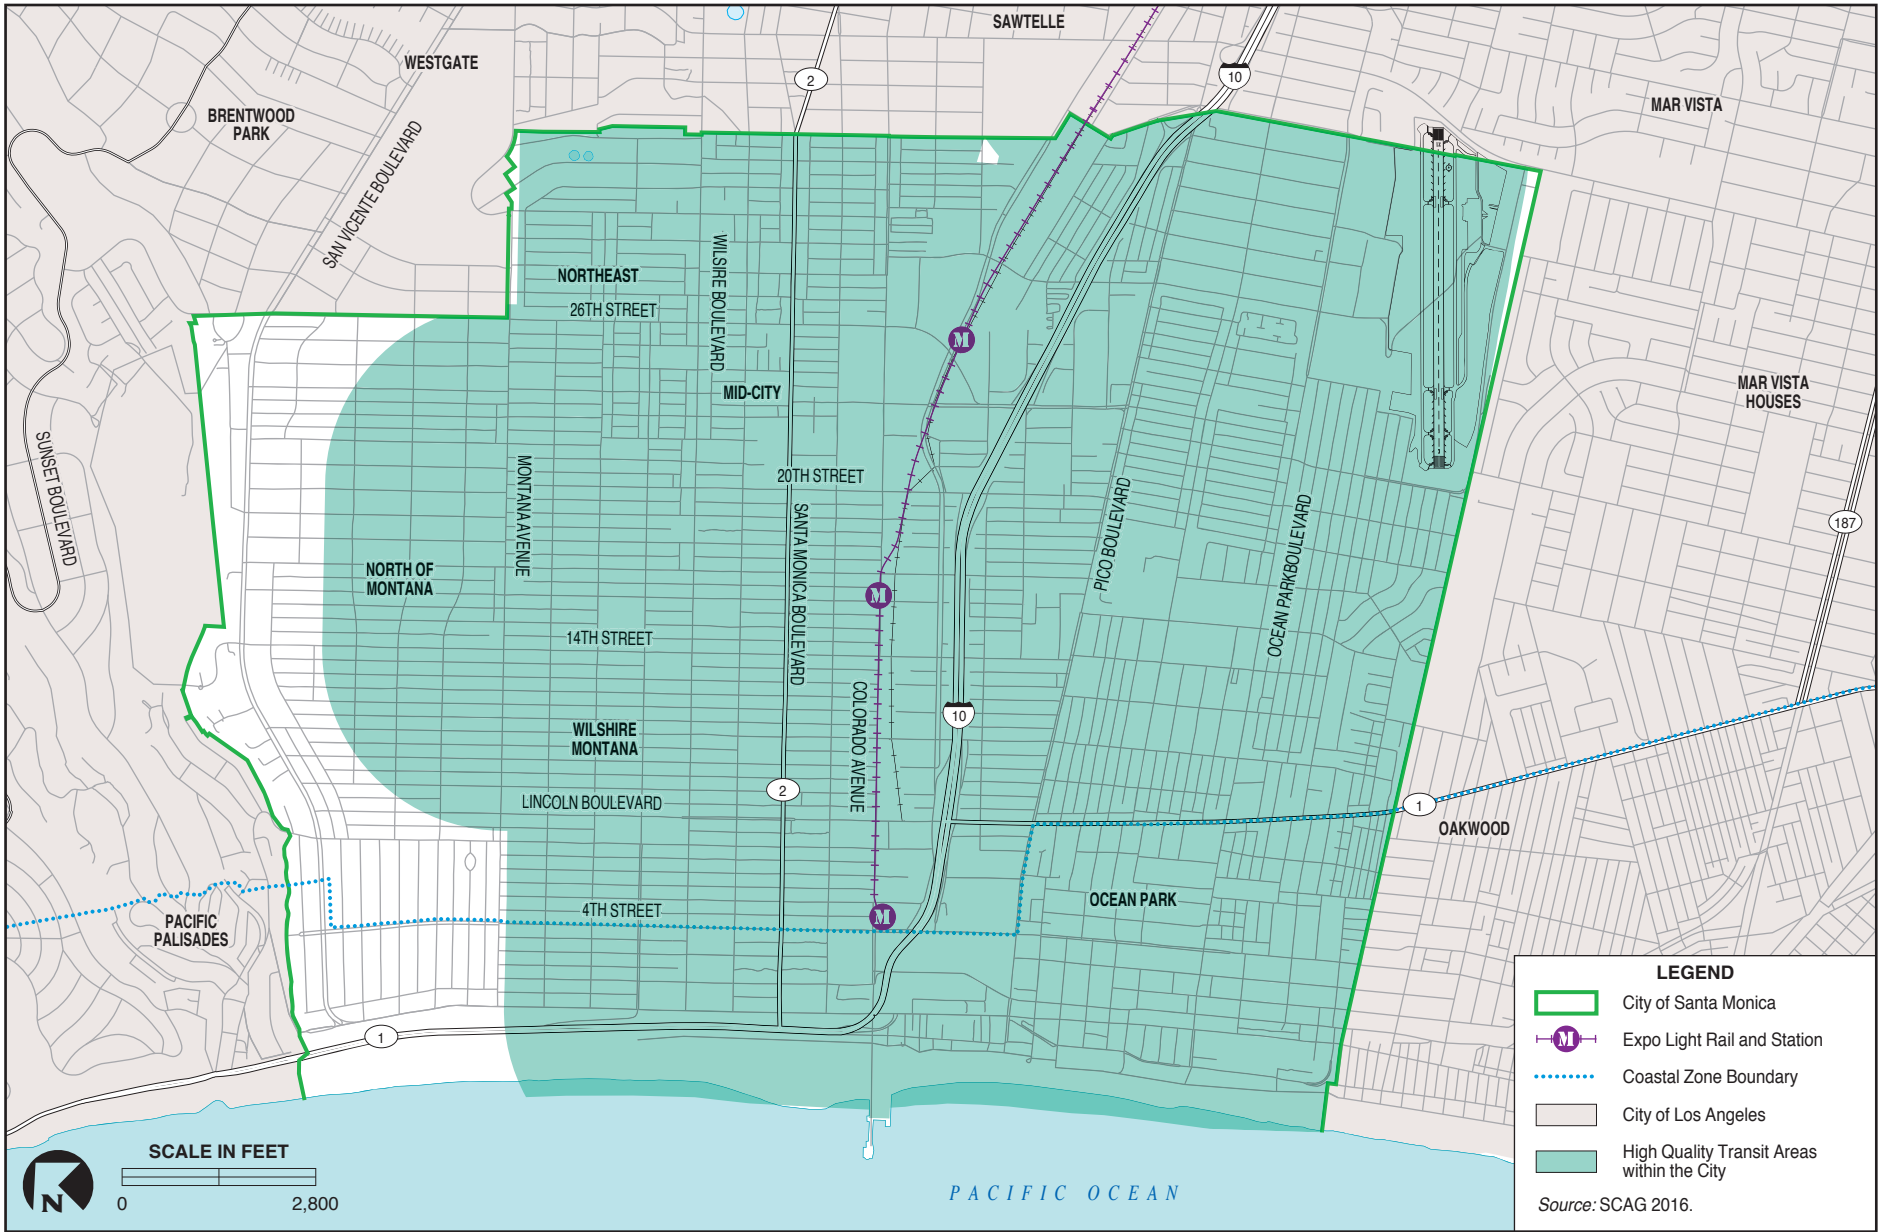 SAWTELLE
WESTGATE
2
10
BRENTWOOD
PARK
MAR VISTA
SAN VICENTE BOULEVARD
NORTHEAST
26TH STREET
WILSIRE BOULEVARD
M
MID-CITY
MAR VISTA
HOUSES
SUNSET BOULEVARD
MONTANA AVENUE
20TH STREET
SANTA MONICA BOULEVARD
PICO BOULEVARD
OCEAN PARKBOULEVARD
187
NORTH OF
MONTANA
M
14TH STREET
COLORADO AVENUE
10
WILSHIRE
MONTANA
2
LINCOLN BOULEVARD
1
OAKWOOD
OCEAN PARK
4TH STREET
M
PACIFIC
PALISADES
1
LEGEND
City of Santa Monica
M
Expo Light Rail and Station
Coastal Zone Boundary
City of Los Angeles
High Quality Transit Areas
within the City
Source: SCAG 2016.
SCALE IN FEET
0
2,800
N
PACIFIC OCEAN